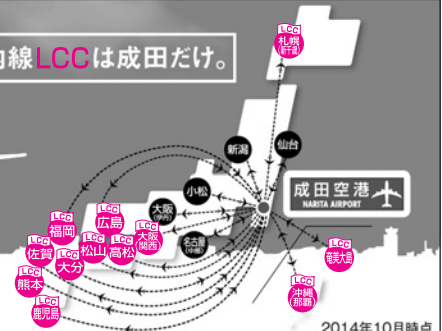 LCC
札幌
(新千歳)
内線LCCは成田だけ。
新潟
仙台
小松
成田空港
NARITA AIRPORT
大阪
(伊丹)
LCC
広島
LCC
福岡
LCC
大阪
(関西)
名古屋
(中部)
LCC
佐賀
LCC
松山
LCC
高松
LCC
大分
LCC
奄美大島
LCC
熊本
LCC
沖縄
(那覇)
LCC
鹿児島
2014年10月時点